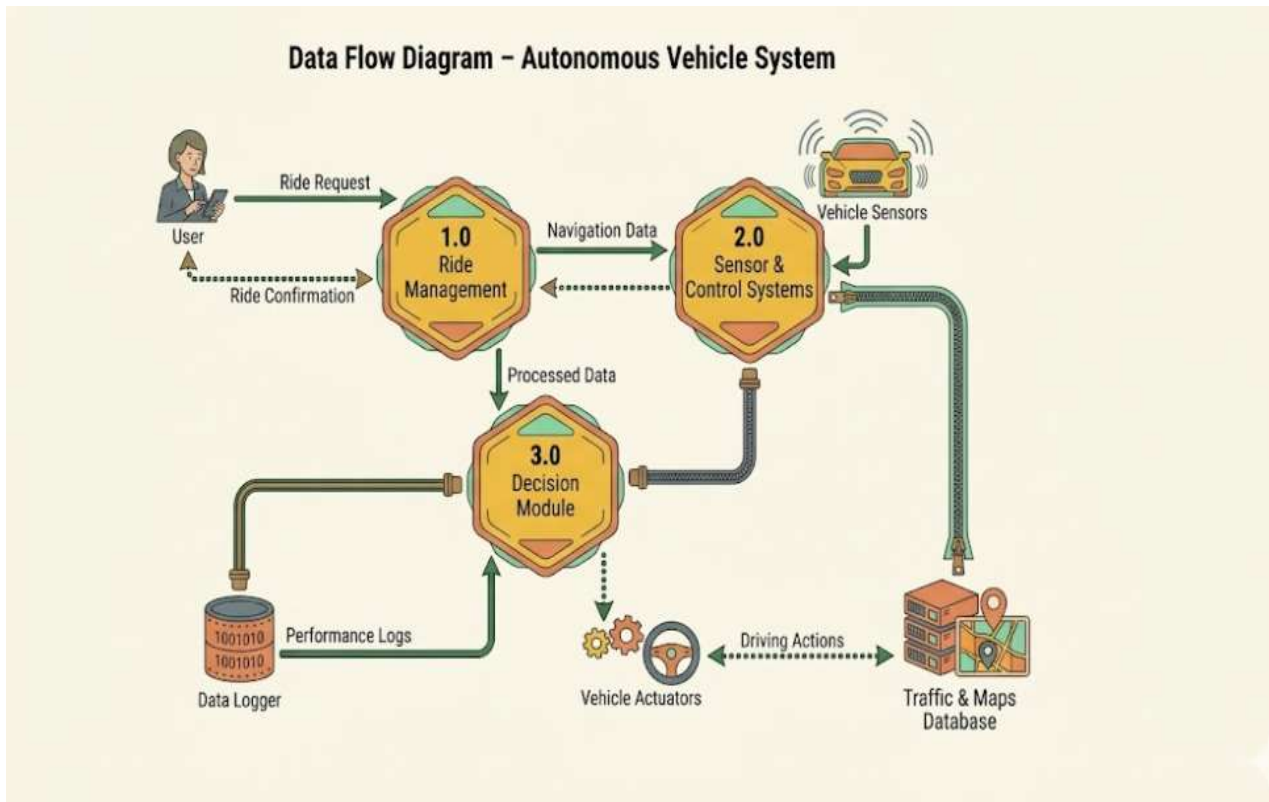 Data Flow Diagram – Autonomous Vehicle System
Ride Request
User
Ride Confirmation
1.0
Ride
Management
Navigation Data
2.0
Sensor &
Control Systems
Vehicle Sensors
Processed Data
3.0
Decision
Module
1001010
1001010
Data Logger
Performance Logs
Vehicle Actuators
Driving Actions
Traffic & Maps
Database